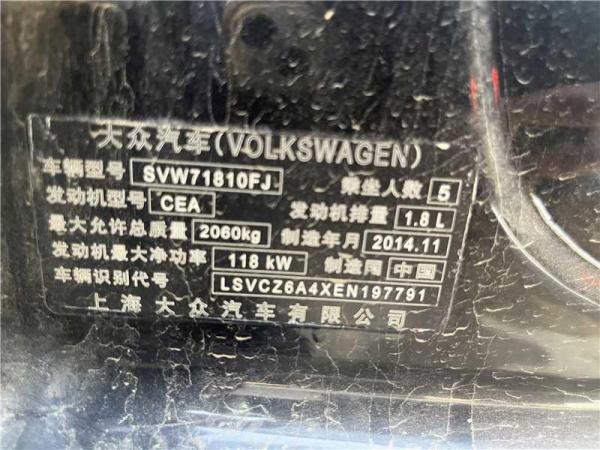 大众汽车(VOLKSWAGEN)
车辆型号 SVW71810FJ 乘坐人数 5
发动机型号 CEA 发动机排量 1.8 L
最大允许总质量 2060kg 制造年月 2014.11
发动机最大净功率 118 kW 制造国 中国
车辆识别代号 LSVCZ6A4XEN197791
上海大众汽车有限公司